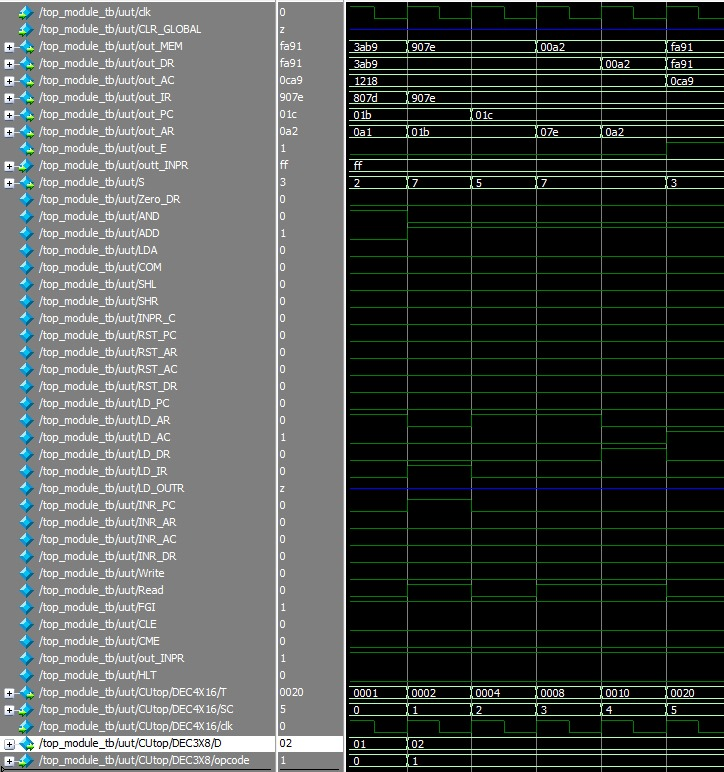 /top_module_tb/uut/clk 0
/top_module_tb/uut/CLR_GLOBAL z
/top_module_tb/uut/out_MEM fa91 3ab9 907e 00a2 fa91
/top_module_tb/uut/out_DR fa91 3ab9 00a2 fa91
/top_module_tb/uut/out_AC 0ca9 1218 0ca9
/top_module_tb/uut/out_IR 907e 807d 907e
/top_module_tb/uut/out_PC 01c 01b 01c
/top_module_tb/uut/out_AR 0a2 0a1 01b 07e 0a2
/top_module_tb/uut/out_E 1
/top_module_tb/uut/outt_INPR ff ff
/top_module_tb/uut/S 3 2 7 5 7 3
/top_module_tb/uut/Zero_DR 0
/top_module_tb/uut/AND 0
/top_module_tb/uut/ADD 1
/top_module_tb/uut/LDA 0
/top_module_tb/uut/COM 0
/top_module_tb/uut/SHL 0
/top_module_tb/uut/SHR 0
/top_module_tb/uut/INPR_C 0
/top_module_tb/uut/RST_PC 0
/top_module_tb/uut/RST_AR 0
/top_module_tb/uut/RST_AC 0
/top_module_tb/uut/RST_DR 0
/top_module_tb/uut/LD_PC 0
/top_module_tb/uut/LD_AR 0
/top_module_tb/uut/LD_AC 1
/top_module_tb/uut/LD_DR 0
/top_module_tb/uut/LD_IR 0
/top_module_tb/uut/LD_OUTR z
/top_module_tb/uut/INR_PC 0
/top_module_tb/uut/INR_AR 0
/top_module_tb/uut/INR_AC 0
/top_module_tb/uut/INR_DR 0
/top_module_tb/uut/Write 0
/top_module_tb/uut/Read 0
/top_module_tb/uut/FGI 1
/top_module_tb/uut/CLE 0
/top_module_tb/uut/CME 0
/top_module_tb/uut/out_INPR 1
/top_module_tb/uut/HLT 0
/top_module_tb/uut/CUtop/DEC4X16/T 0020 0001 0002 0004 0008 0010 0020
/top_module_tb/uut/CUtop/DEC4X16/SC 5 0 1 2 3 4 5
/top_module_tb/uut/CUtop/DEC4X16/clk 0
/top_module_tb/uut/CUtop/DEC3X8/D 02 01 02
/top_module_tb/uut/CUtop/DEC3X8/opcode 1 0 1